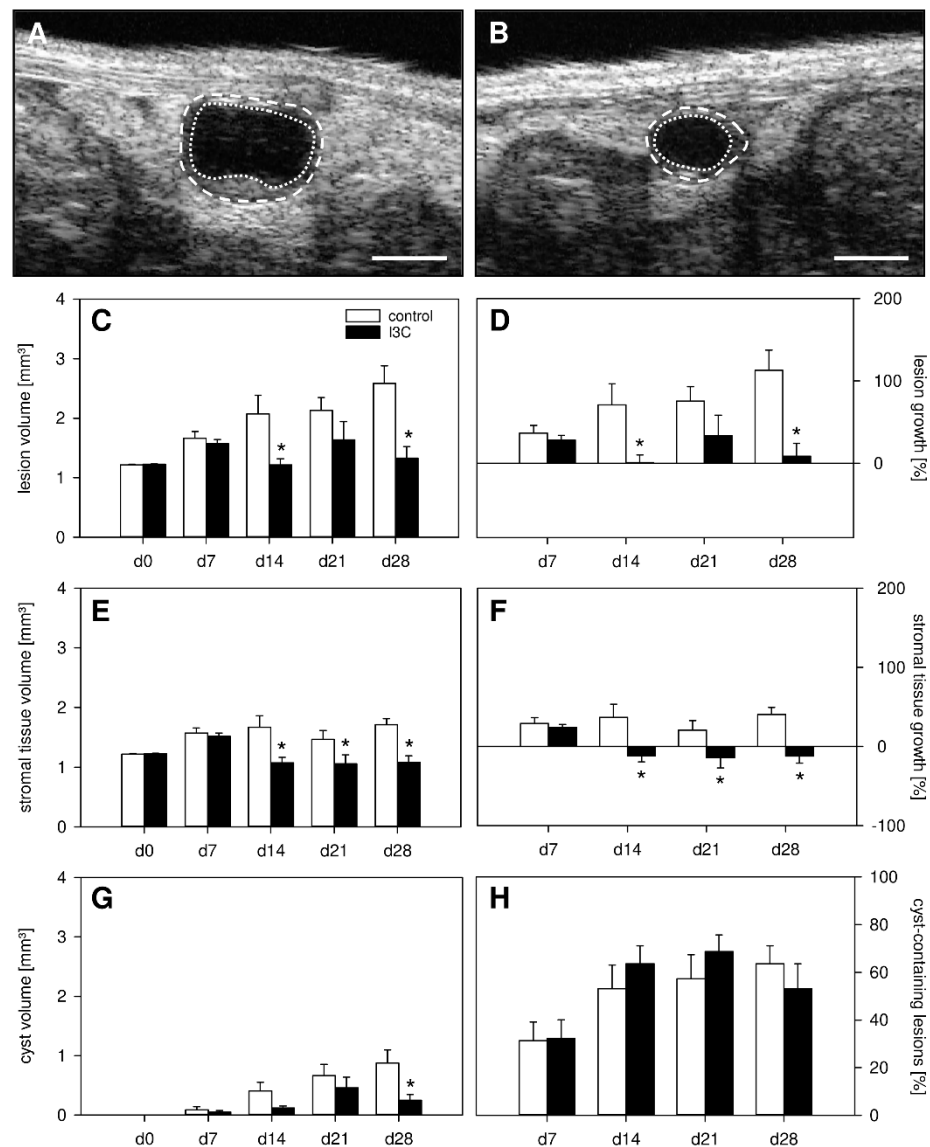 A
B
C
control
I3C
4
3
2
1
0
lesion volume [mm³]
*
*
d0 d7 d14 d21 d28
D
200
100
0
lesion growth [%]
*
*
d7 d14 d21 d28
E
4
3
2
1
0
stromal tissue volume [mm³]
* * *
d0 d7 d14 d21 d28
F
200
100
0
-100
stromal tissue growth [%]
* * *
d7 d14 d21 d28
G
4
3
2
1
0
cyst volume [mm³]
*
d0 d7 d14 d21 d28
H
100
80
60
40
20
0
cyst-containing
lesions [%]
d7 d14 d21 d28